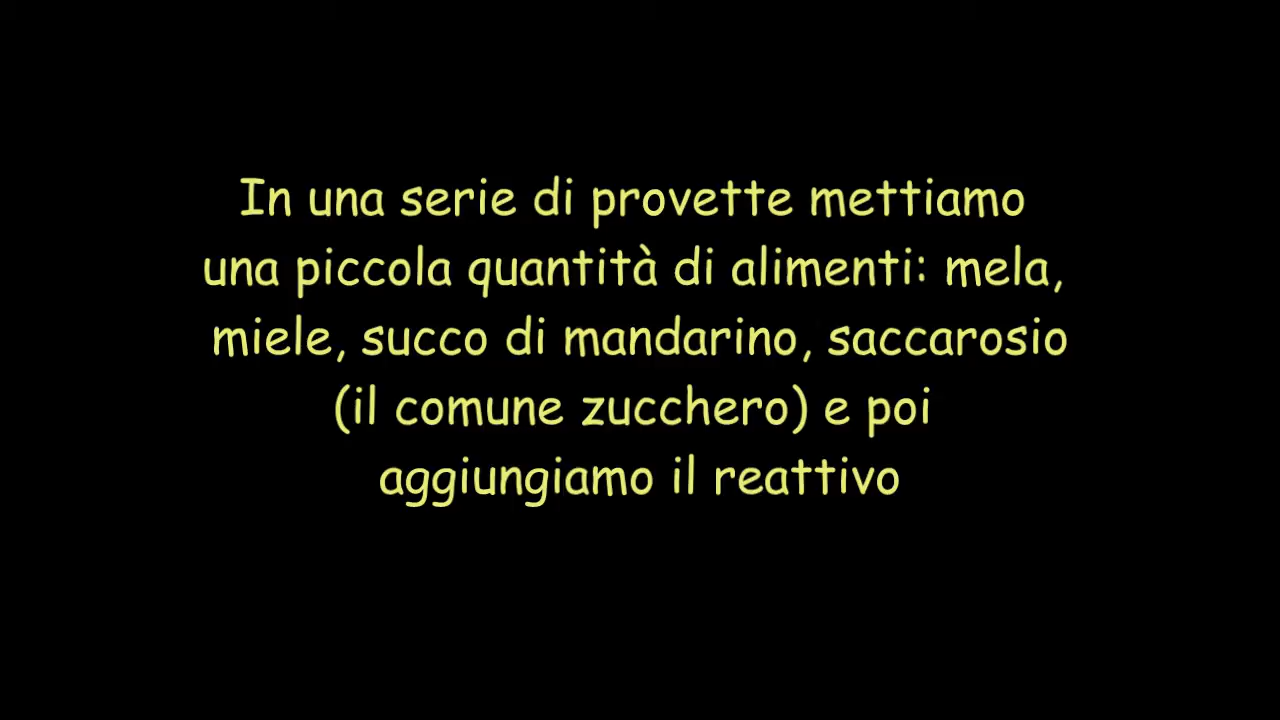 In una serie di provette mettiamo
una piccola quantità di alimenti: mela,
miele, succo di mandarino, saccarosio
(il comune zucchero) e poi
aggiungiamo il reattivo